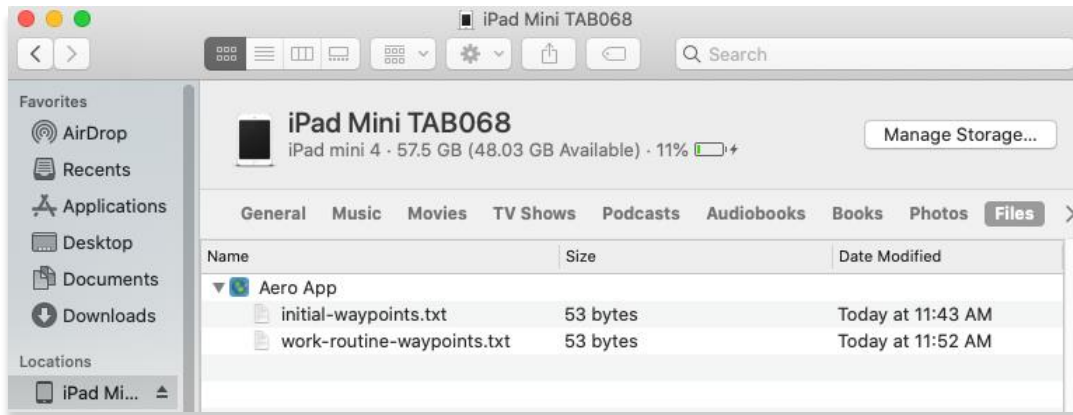 iPad Mini TAB068
Search
Favorites
AirDrop
Recents
Applications
Desktop
Documents
Downloads
Locations
iPad Mi...
iPad Mini TAB068
iPad mini 4 · 57.5 GB (48.03 GB Available) · 11%
Manage Storage...
General Music Movies TV Shows Podcasts Audiobooks Books Photos Files
Name Size Date Modified
Aero App
initial-waypoints.txt 53 bytes Today at 11:43 AM
work-routine-waypoints.txt 53 bytes Today at 11:52 AM